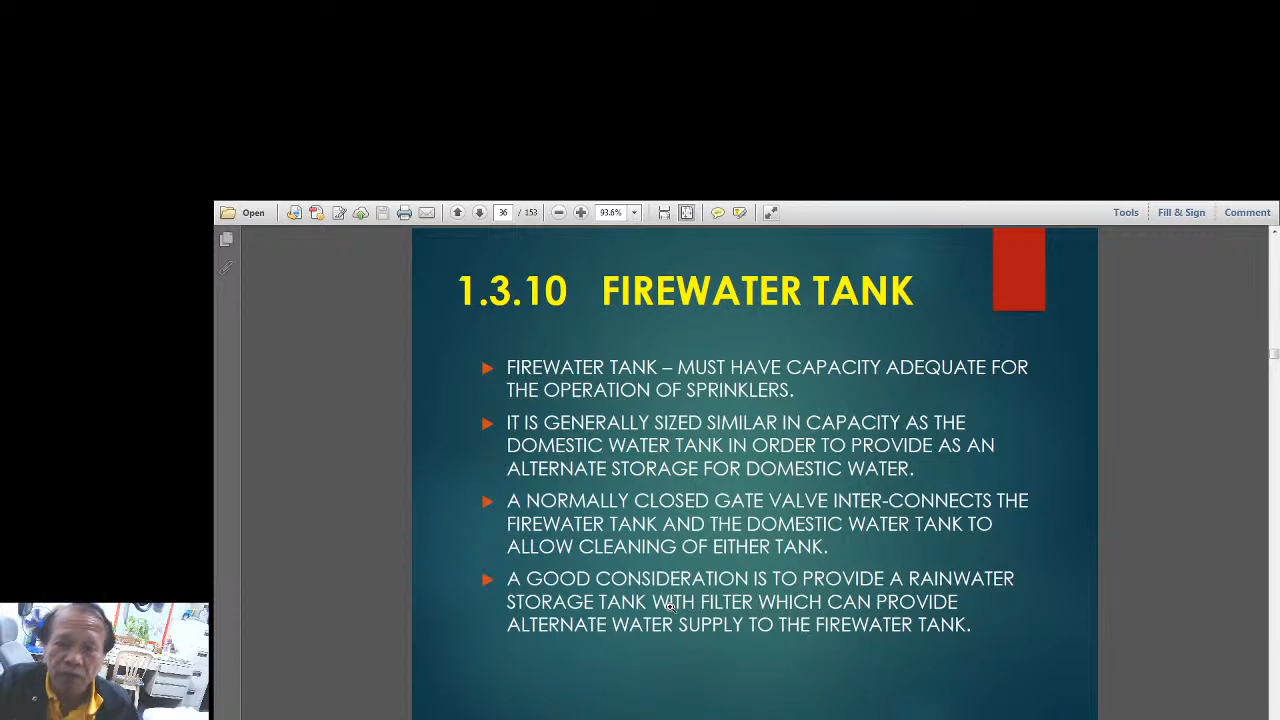 Open
36 / 153
93.6%
Tools
Fill & Sign
Comment
1.3.10 FIREWATER TANK
FIREWATER TANK – MUST HAVE CAPACITY ADEQUATE FOR
THE OPERATION OF SPRINKLERS.
IT IS GENERALLY SIZED SIMILAR IN CAPACITY AS THE
DOMESTIC WATER TANK IN ORDER TO PROVIDE AS AN
ALTERNATE STORAGE FOR DOMESTIC WATER.
A NORMALLY CLOSED GATE VALVE INTER-CONNECTS THE
FIREWATER TANK AND THE DOMESTIC WATER TANK TO
ALLOW CLEANING OF EITHER TANK.
A GOOD CONSIDERATION IS TO PROVIDE A RAINWATER
STORAGE TANK WITH FILTER WHICH CAN PROVIDE
ALTERNATE WATER SUPPLY TO THE FIREWATER TANK.